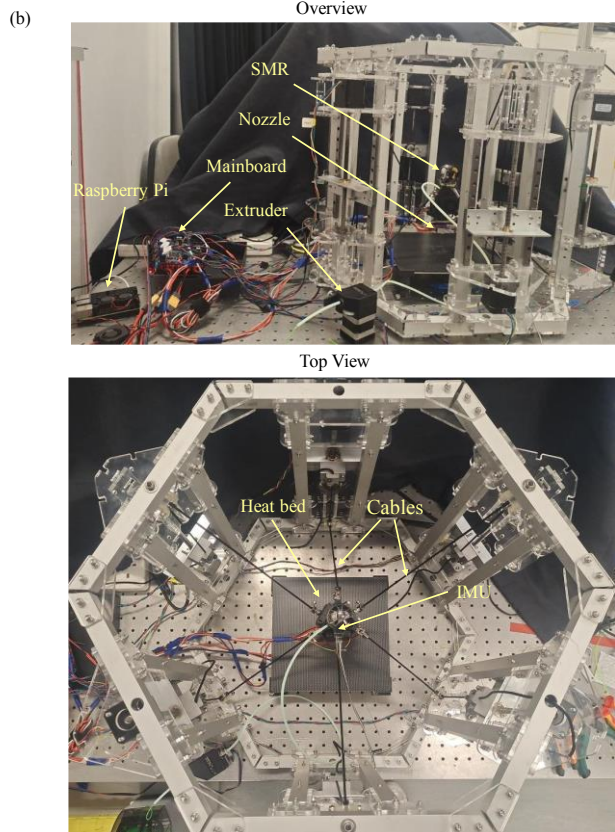 Overview
(b)
SMR
Nozzle
Mainboard
Raspberry Pi
Extruder
Top View
Heat bed
Cables
IMU